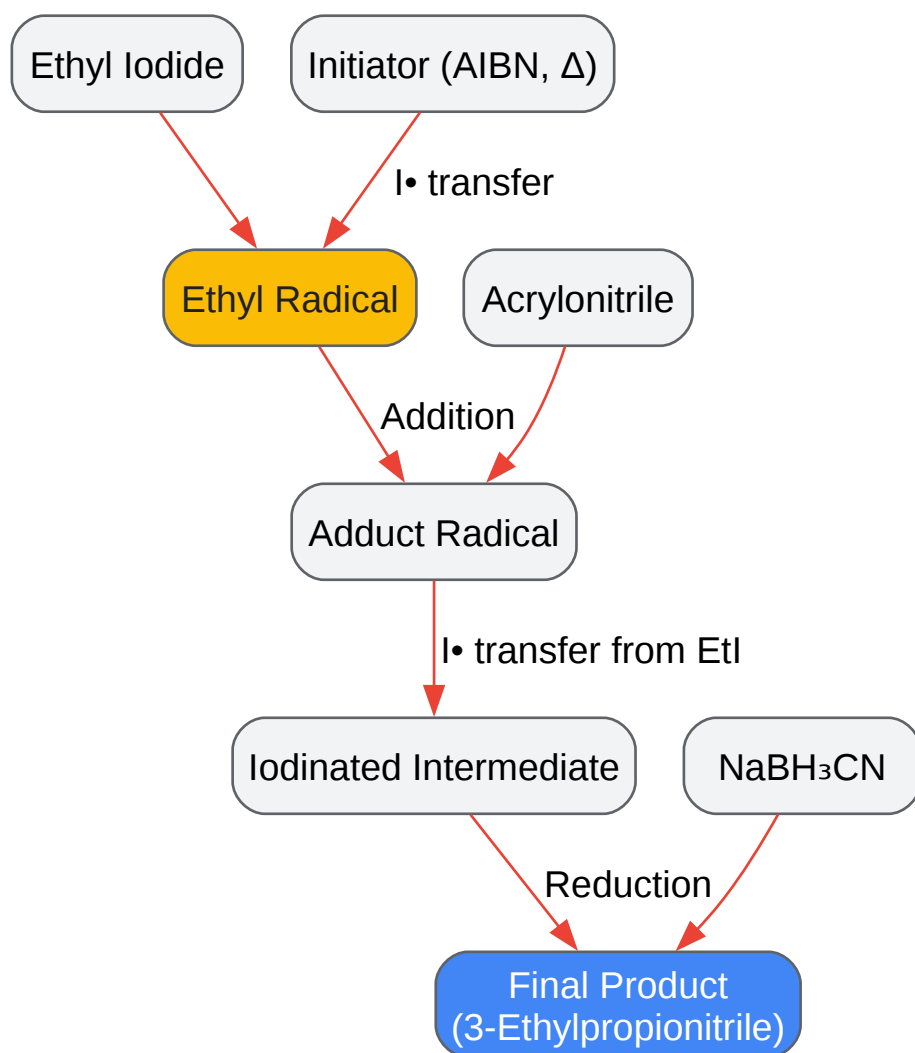 Ethyl Iodide
Initiator (AIBN, Δ)
I• transfer
Ethyl Radical
Acrylonitrile
Addition
Adduct Radical
I• transfer from EtI
Iodinated Intermediate
NaBH₃CN
Reduction
Final Product
(3-Ethylpropionitrile)